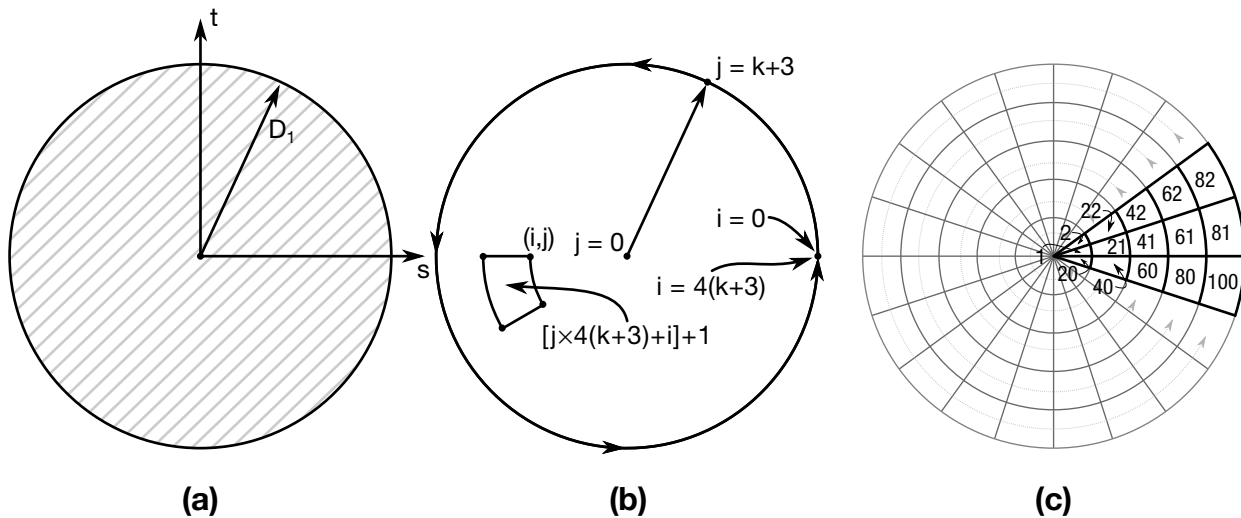 t
D1
s
(a)
j = k+3
i = 0
(i,j)
j = 0
i = 4(k+3)
[j×4(k+3)+i]+1
(b)
82
62
22
42
2
81
61
41
21
1
20
40
60
80
100
(c)